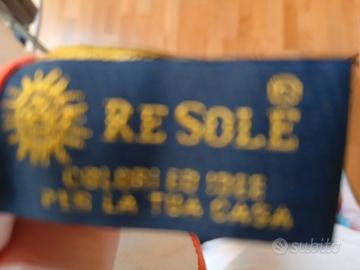 RE SOLE ®
COLORI ED IDEE
PER LA TUA CASA
subito